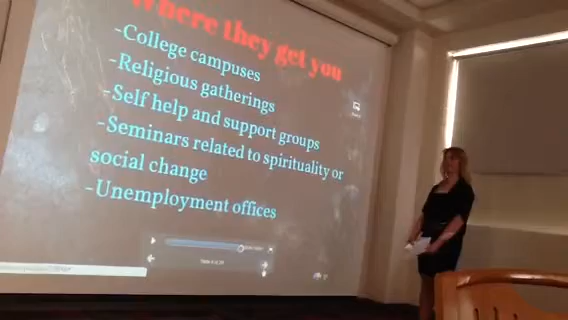 Where they get you
-College campuses
-Religious gatherings
-Self help and support groups
-Seminars related to spirituality or
social change
-Unemployment offices